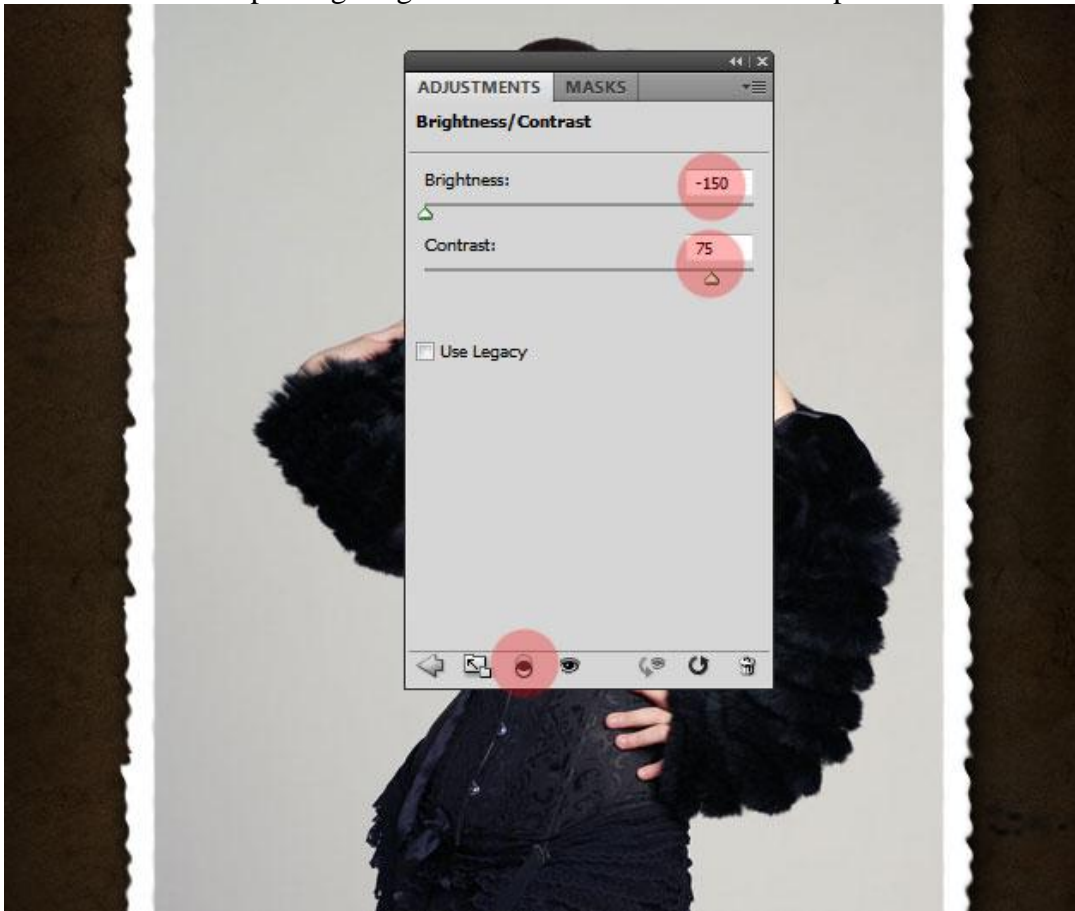 ADJUSTMENTS MASKS
Brightness/Contrast
Brightness: -150
Contrast: 75
Use Legacy